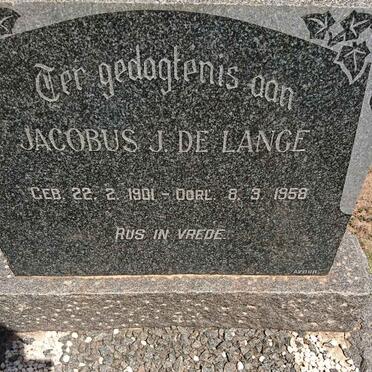 Ter gedagtenis aan
JACOBUS J. DE LANGE
GEB. 22. 2. 1901 - OORL. 8. 3. 1958
RUS IN VREDE.